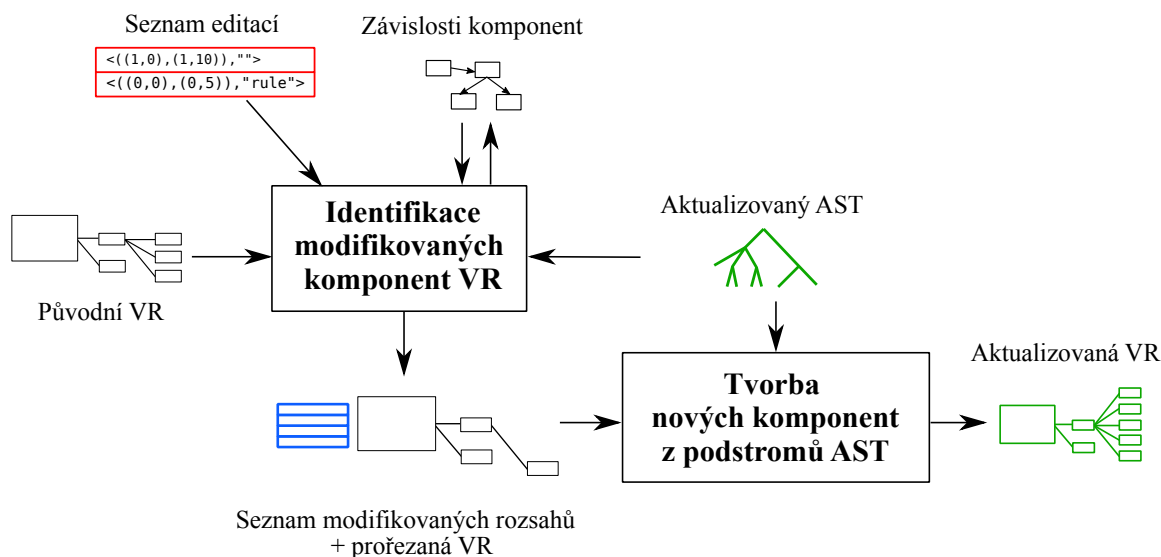 Seznam editací
<((1,0),(1,10)),"">
<((0,0),(0,5)),"rule">
Závislosti komponent
Identifikace
modifikovaných
komponent VR
Aktualizovaný AST
Původní VR
Tvorba
nových komponent
z podstromů AST
Aktualizovaná VR
Seznam modifikovaných rozsahů
+ prořezaná VR